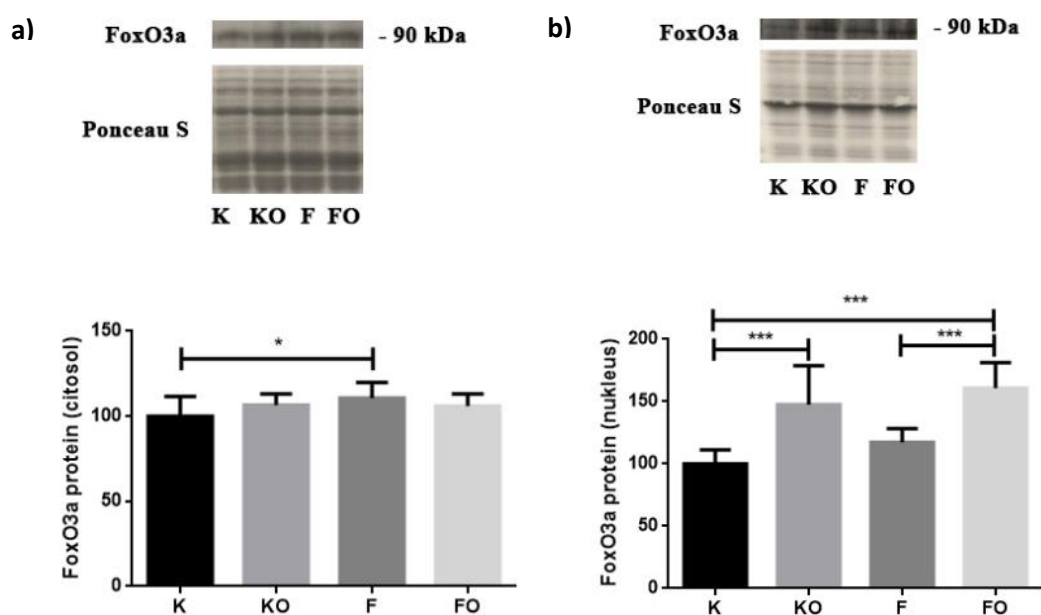 a)
FoxO3a
- 90 kDa
Ponceau S
K KO F FO
FoxO3a protein (citosol)
150
100
50
0
*
K KO F FO
b)
FoxO3a
- 90 kDa
Ponceau S
K KO F FO
FoxO3a protein (nukleus)
200
150
100
50
0
***
*** ***
K KO F FO